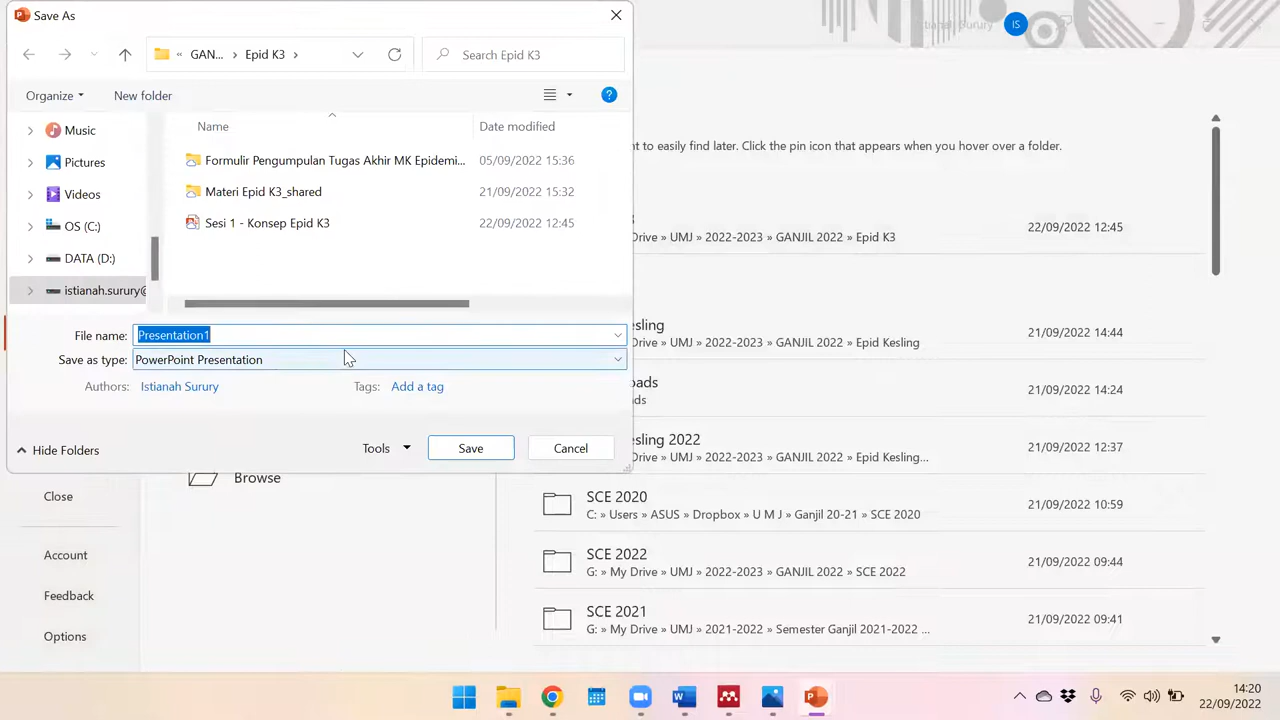 Save As
GAN... › Epid K3 ›
Search Epid K3
Organize
New folder
Name
Date modified
Music
Pictures
Videos
OS (C:)
DATA (D:)
istianah.surury@
Formulir Pengumpulan Tugas Akhir MK Epidemi...
05/09/2022 15:36
Materi Epid K3_shared
21/09/2022 15:32
Sesi 1 - Konsep Epid K3
22/09/2022 12:45
File name: Presentation1
Save as type: PowerPoint Presentation
Authors: Istianah Surury
Tags: Add a tag
Hide Folders
Tools
Save
Cancel
IS
nt to easily find later. Click the pin icon that appears when you hover over a folder.
Drive » UMJ » 2022-2023 » GANJIL 2022 » Epid K3
22/09/2022 12:45
esling
Drive » UMJ » 2022-2023 » GANJIL 2022 » Epid Kesling
21/09/2022 14:44
oads
ads
21/09/2022 14:24
esling 2022
Drive » UMJ » 2022-2023 » GANJIL 2022 » Epid Kesling...
21/09/2022 12:37
SCE 2020
C: » Users » ASUS » Dropbox » U M J » Ganjil 20-21 » SCE 2020
21/09/2022 10:59
SCE 2022
G: » My Drive » UMJ » 2022-2023 » GANJIL 2022 » SCE 2022
21/09/2022 09:44
SCE 2021
G: » My Drive » UMJ » 2021-2022 » Semester Ganjil 2021-2022 ...
21/09/2022 09:41
Browse
Close
Account
Feedback
Options
14:20
22/09/2022